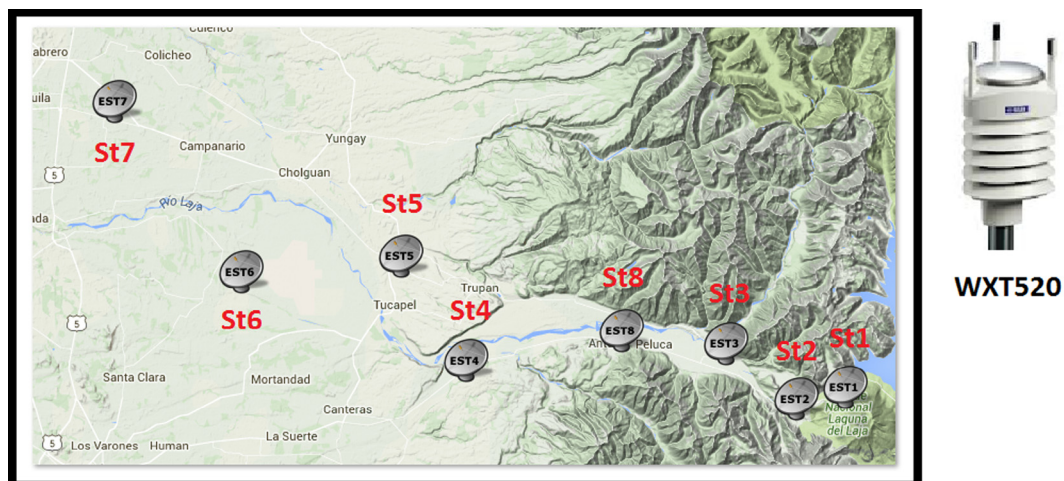 Colicheo
abrero
EST7
uila
St7
Campanario
Yungay
Cholguan
5
Río Laja
ada
St5
EST5
EST6
St6
Trupan
Tucapel
St4
EST4
St8
EST8
Peluca
St3
EST3
St2
EST2
St1
EST1
Nacional
Laguna
del Laja
5
Santa Clara
Mortandad
Canteras
La Suerte
5
Los Varones
Human
WXT520